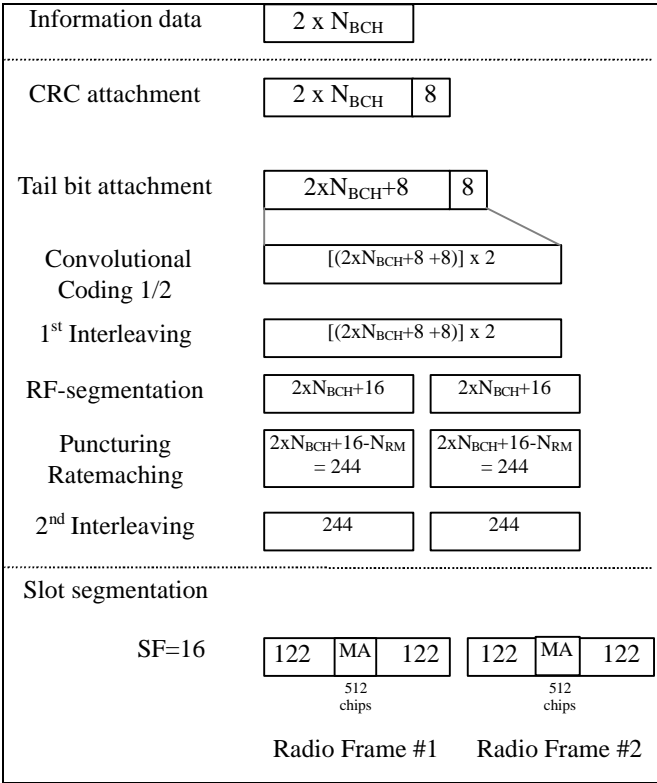 Information data
2 x N_BCH
CRC attachment
2 x N_BCH 8
Tail bit attachment
2xN_BCH+8 8
Convolutional
Coding 1/2
[(2xN_BCH+8 +8)] x 2
1st Interleaving
[(2xN_BCH+8 +8)] x 2
RF-segmentation
2xN_BCH+16 2xN_BCH+16
Puncturing
Ratemaching
2xN_BCH+16-N_RM
= 244
2xN_BCH+16-N_RM
= 244
2nd Interleaving
244 244
Slot segmentation
SF=16
122 MA 122 122 MA 122
512
chips
512
chips
Radio Frame #1 Radio Frame #2